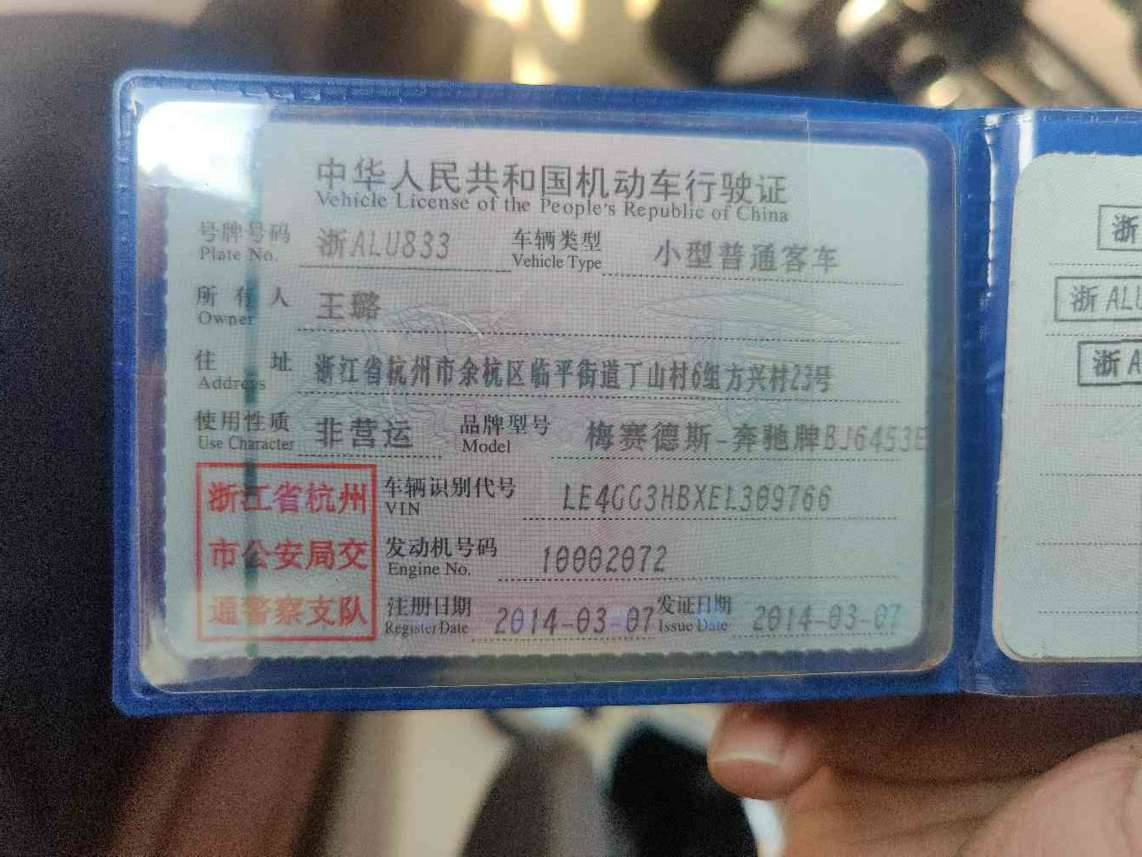 中华人民共和国机动车行驶证
Vehicle License of the People's Republic of China
号牌号码 浙ALU833 车辆类型 小型普通客车
Plate No. Vehicle Type
所有人 王璐
Owner
住址 浙江省杭州市余杭区临平街道丁山村6组方兴村23号
Address
使用性质 非营运 品牌型号 梅赛德斯-奔驰牌BJ6453E
Use Character Model
浙江省杭州
市公安局交
通警察支队
车辆识别代号 LE4GG3HBXEL309766
VIN
发动机号码 10002072
Engine No.
注册日期 2014-03-07 发证日期 2014-03-07
Register Date Issue Date
浙
浙AL
浙A